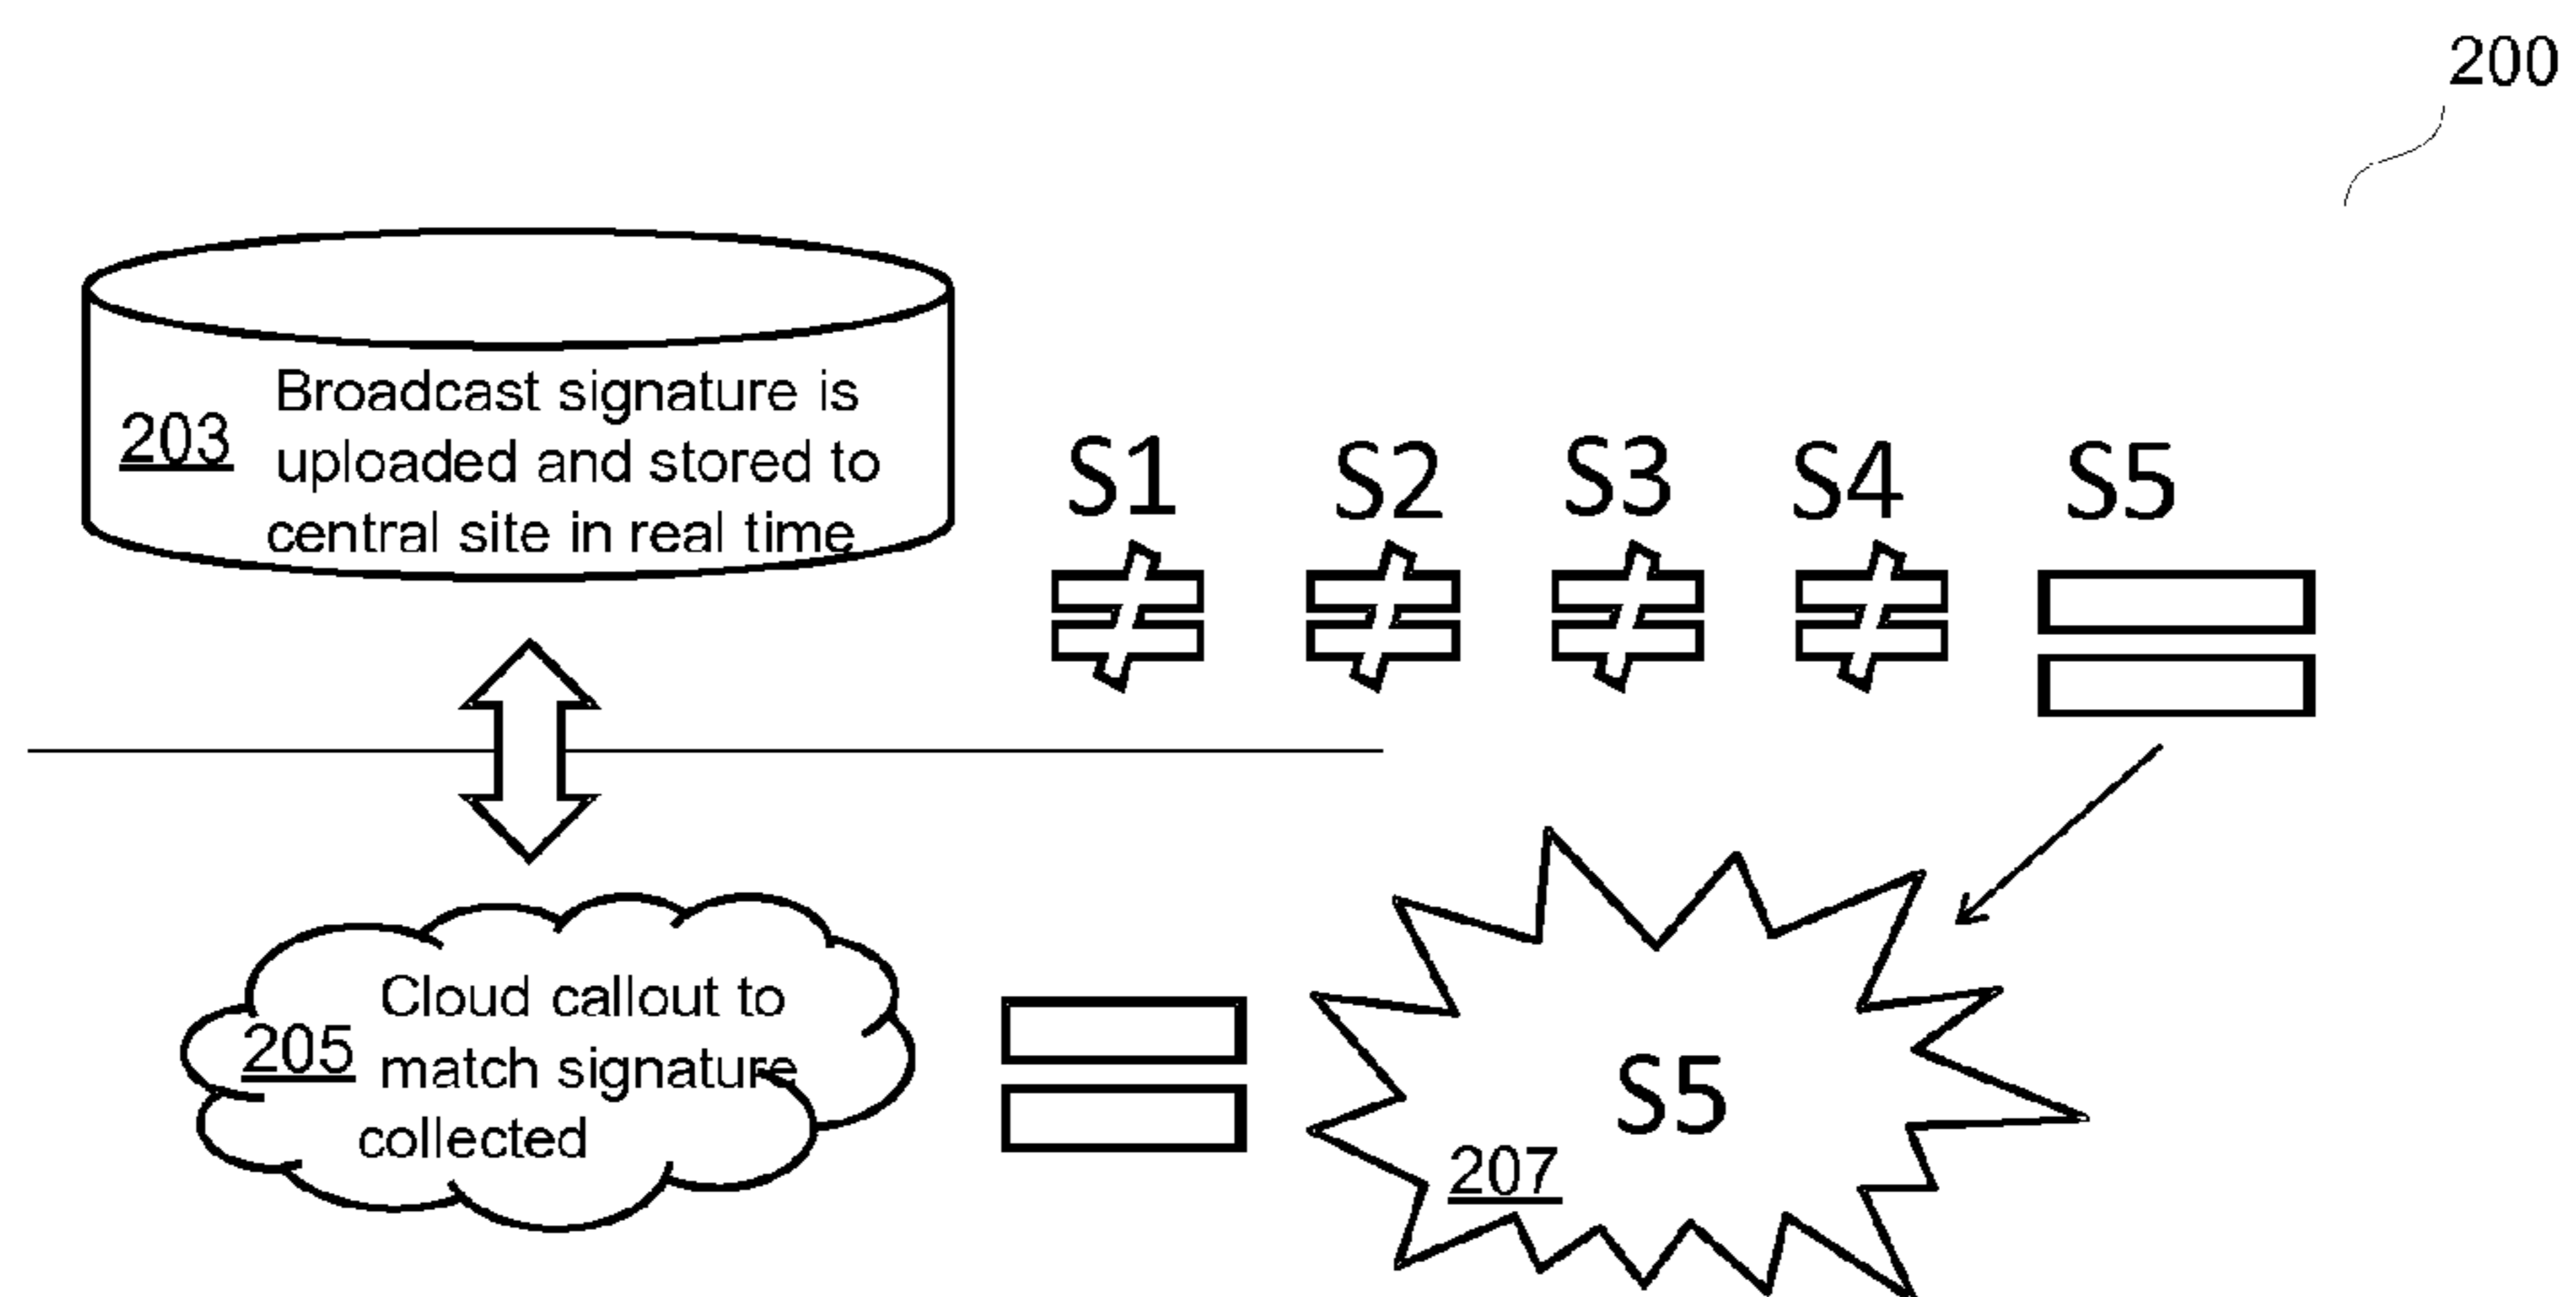 200
203 Broadcast signature is
uploaded and stored to
central site in real time
S1 S2 S3 S4 S5
≠ ≠ ≠ ≠ =
205 Cloud callout to
match signature
collected
=
S5
207